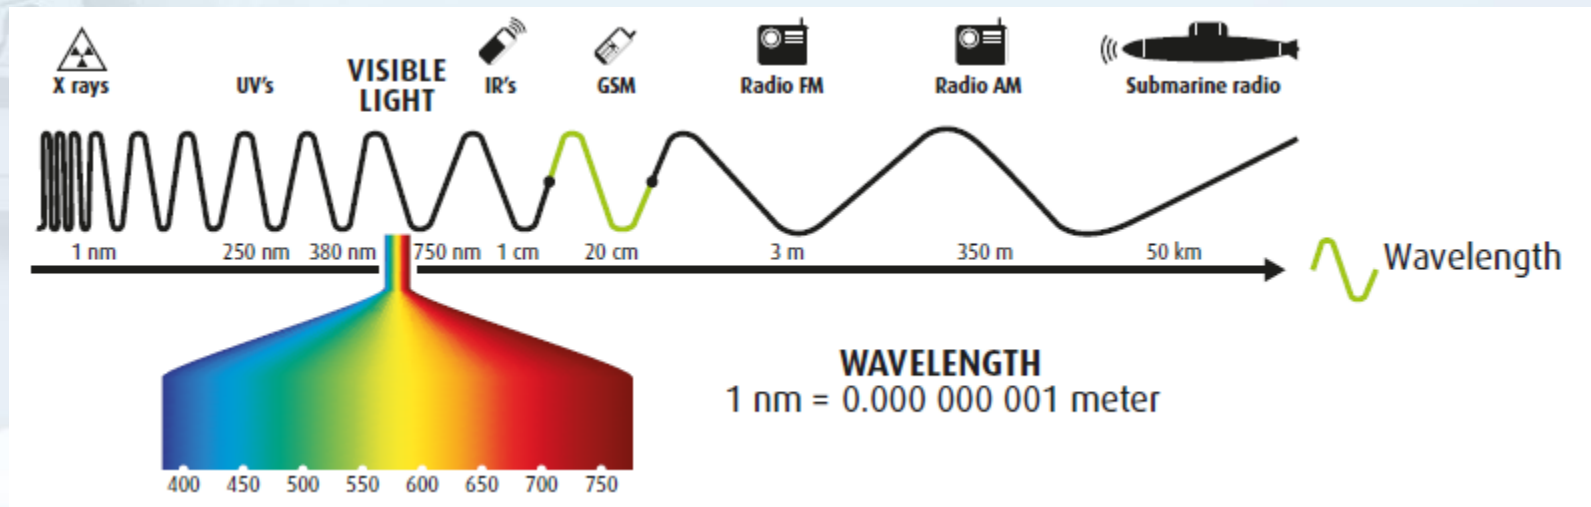 X rays
UV's
VISIBLE
LIGHT
IR's
GSM
Radio FM
Radio AM
Submarine radio
1 nm
250 nm
380 nm
750 nm
1 cm
20 cm
3 m
350 m
50 km
Wavelength
WAVELENGTH
1 nm = 0.000 000 001 meter
400 450 500 550 600 650 700 750